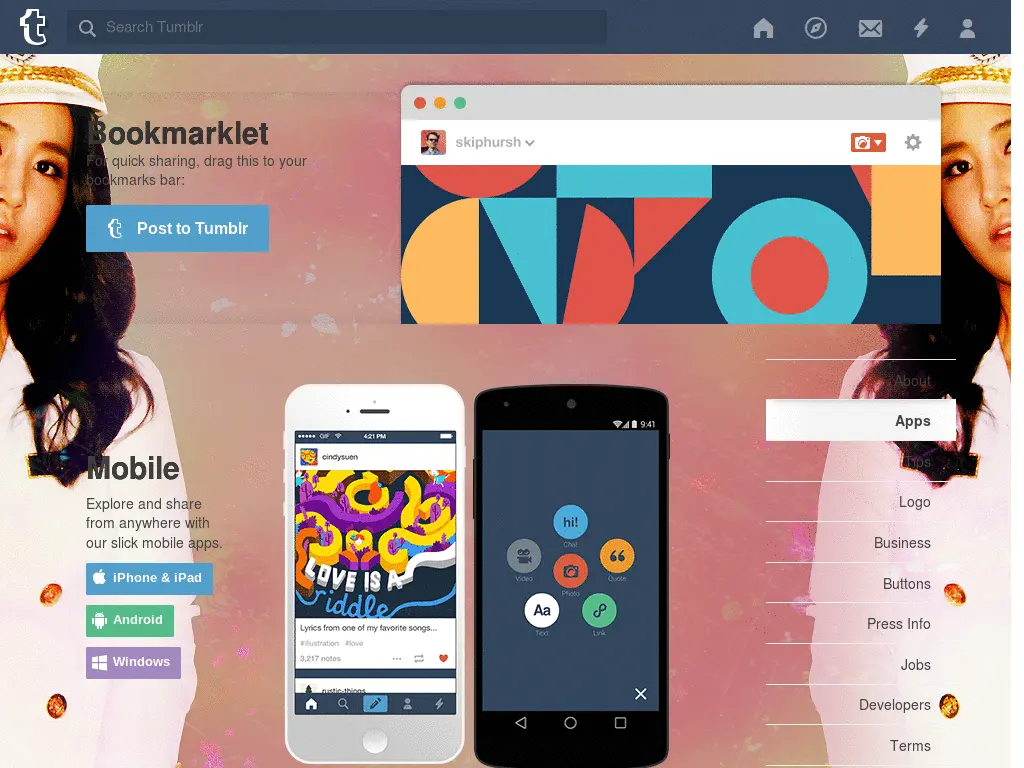 t Search Tumblr
Bookmarklet
For quick sharing, drag this to your
bookmarks bar:
Post to Tumblr
skiphursh
About
Apps
Tips
Logo
Business
Buttons
Press Info
Jobs
Developers
Terms
Mobile
Explore and share
from anywhere with
our slick mobile apps.
iPhone & iPad
Android
Windows
GIF 4:21 PM
cindysuen
LOVE IS A
riddle
Lyrics from one of my favorite songs...
#illustration #love
3,217 notes
rustic-things
9:41
hi!
Chat
Video
Quote
Photo
Aa
Text
Link